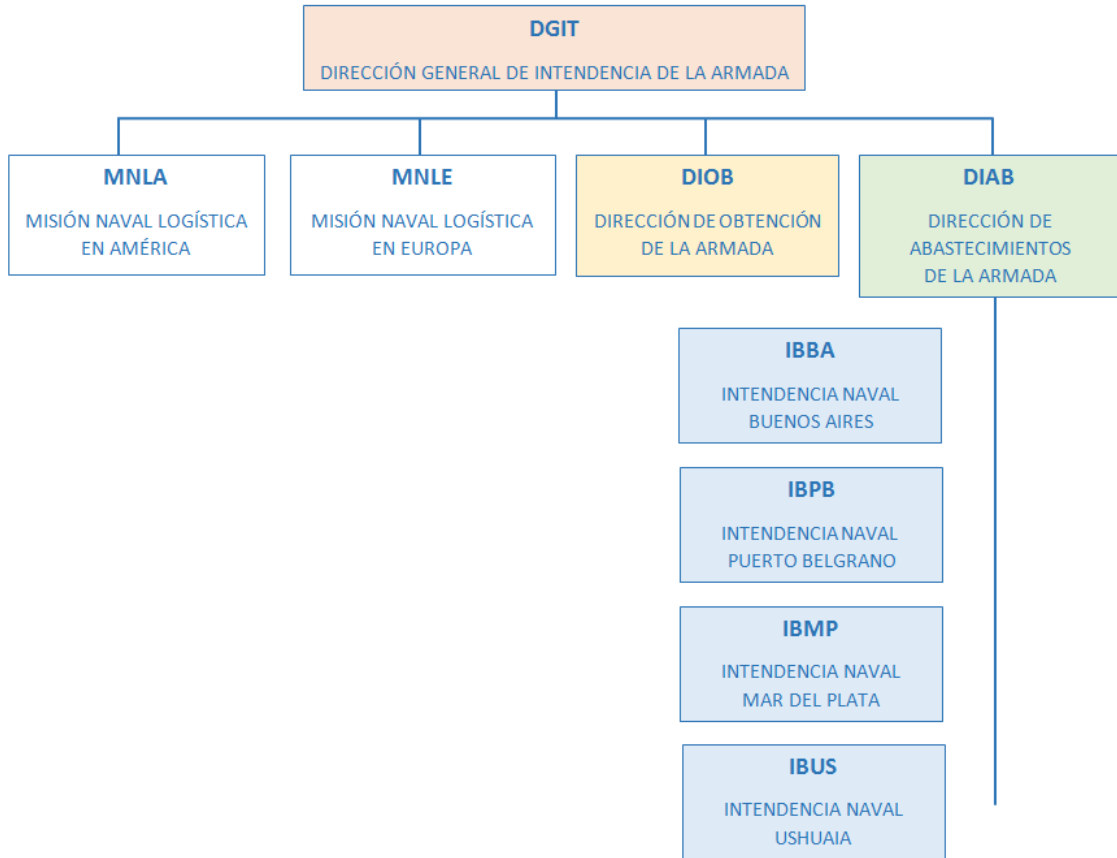 DGIT
DIRECCIÓN GENERAL DE INTENDENCIA DE LA ARMADA
MNLA
MISIÓN NAVAL LOGÍSTICA
EN AMÉRICA
MNLE
MISIÓN NAVAL LOGÍSTICA
EN EUROPA
DIOB
DIRECCIÓN DE OBTENCIÓN
DE LA ARMADA
DIAB
DIRECCIÓN DE
ABASTECIMIENTOS
DE LA ARMADA
IBBA
INTENDENCIA NAVAL
BUENOS AIRES
IBPB
INTENDENCIA NAVAL
PUERTO BELGRANO
IBMP
INTENDENCIA NAVAL
MAR DEL PLATA
IBUS
INTENDENCIA NAVAL
USHUAIA